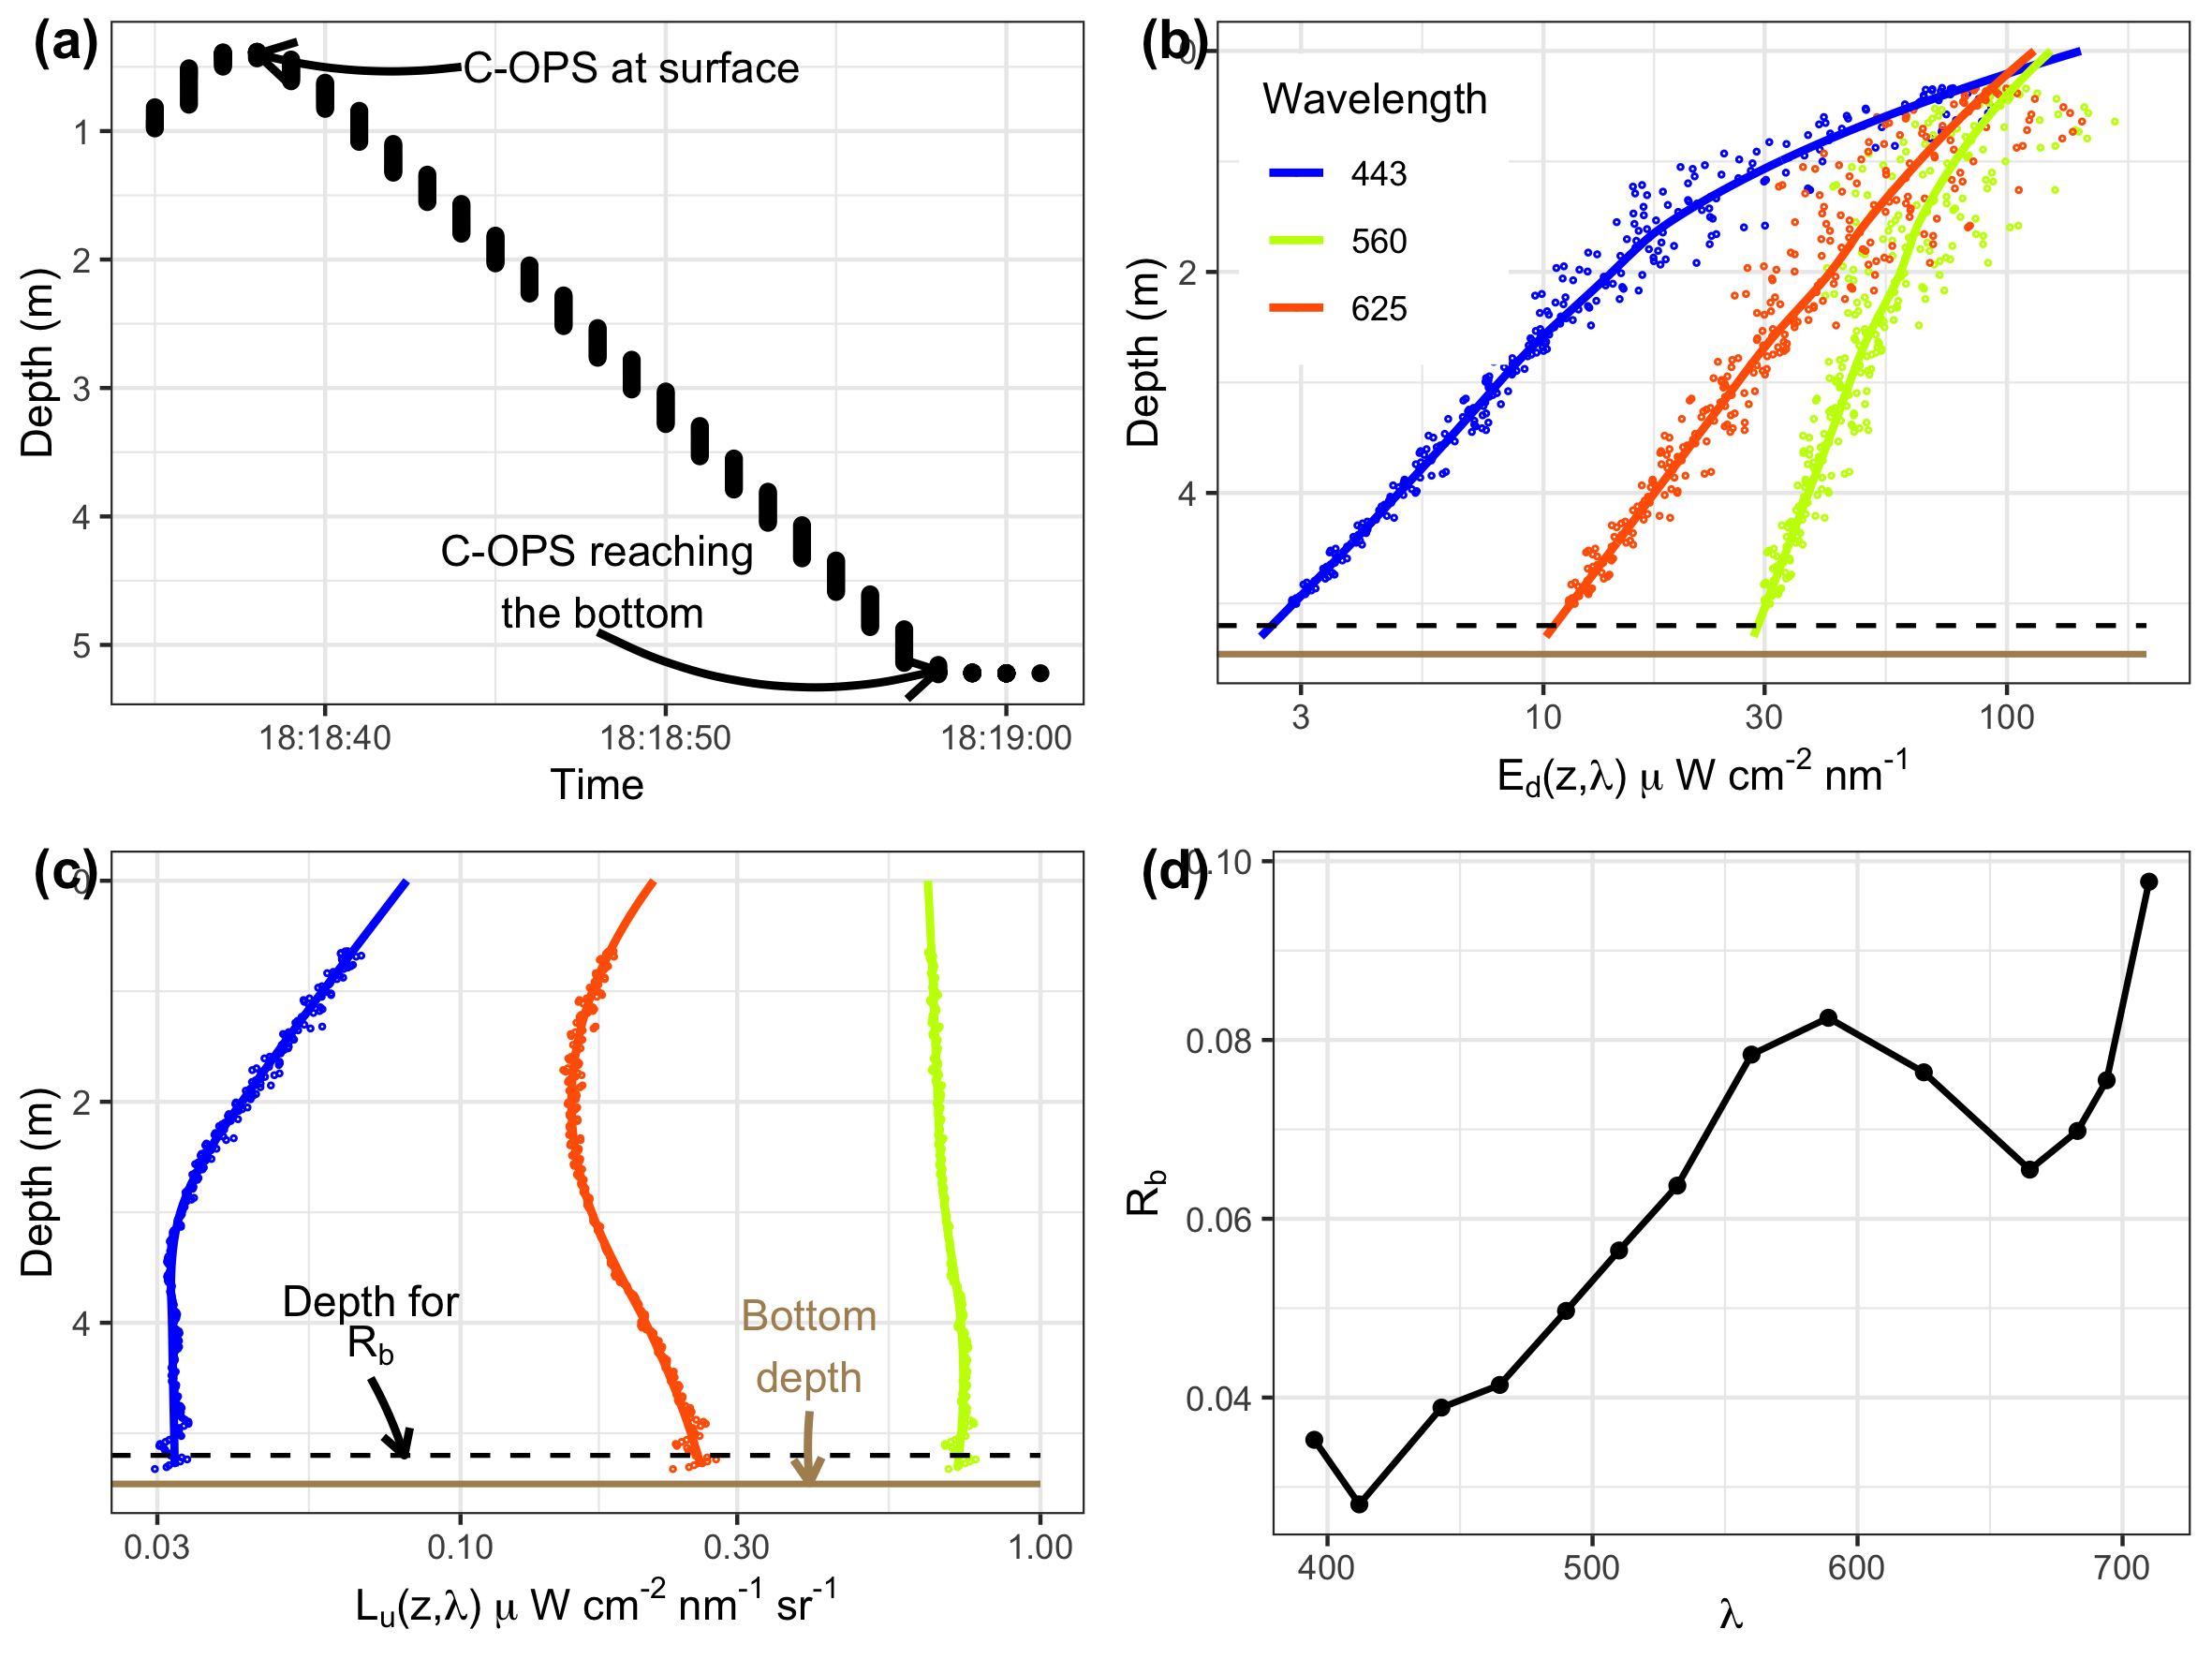 (a)
C-OPS at surface
C-OPS reaching
the bottom
Depth (m)
1
2
3
4
5
18:18:40
18:18:50
18:19:00
Time
(b)
0
Wavelength
443
560
625
Depth (m)
2
4
3
10
30
100
Ed(z,λ) μ W cm-2 nm-1
(c)
0
Depth (m)
2
4
Depth for
Rb
Bottom
depth
0.03
0.10
0.30
1.00
Lu(z,λ) μ W cm-2 nm-1 sr-1
(d)
0.10
0.08
0.06
0.04
Rb
400
500
600
700
λ